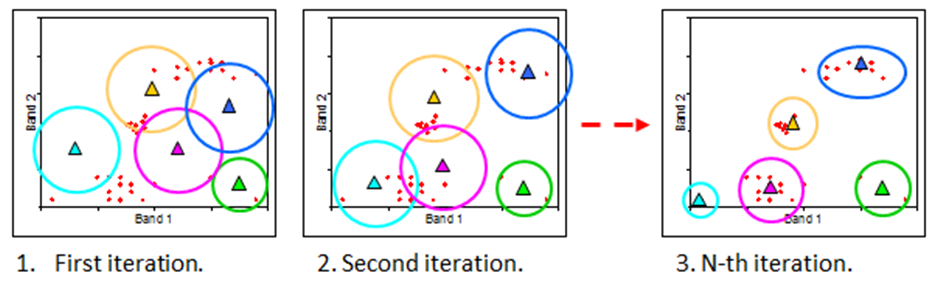 Band 2
Band 1
Band 2
Band 1
Band 2
Band 1
1. First iteration.
2. Second iteration.
3. N-th iteration.